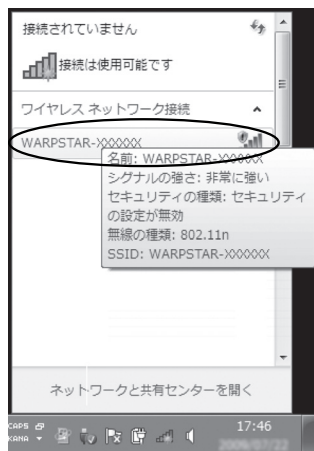 接続されていません
接続は使用可能です
ワイヤレス ネットワーク接続
WARPSTAR-XXXXXX
名前: WARPSTAR-XXXXXX
シグナルの強さ: 非常に強い
セキュリティの種類: セキュリティ
の設定が無効
無線の種類: 802.11n
SSID: WARPSTAR-XXXXXX
ネットワークと共有センターを開く
CAPS
KANA
17:46
2009/07/22